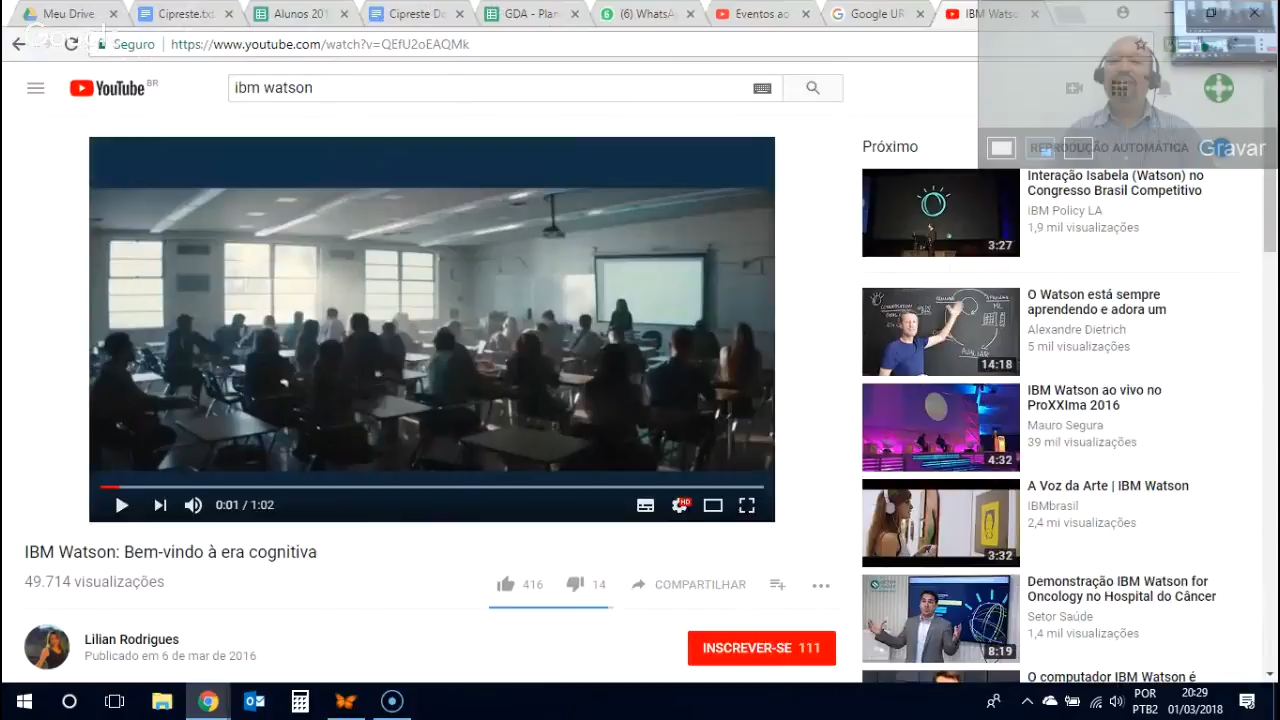 Meu Drive
Cipreste.txt
Alunos 201
Cipreste
GDA - Plan
(6) WhatsA
Eventos ao
Google UR
IBM Watso
Google
Seguro
https://www.youtube.com/watch?v=QEfU2oEAQMk
YouTube BR
ibm watson
Próximo
REPRODUÇÃO AUTOMÁTICA
Gravar
Interação Isabela (Watson) no
Congresso Brasil Competitivo
IBM Policy LA
1,9 mil visualizações
3:27
O Watson está sempre
aprendendo e adora um
Alexandre Dietrich
5 mil visualizações
14:18
IBM Watson ao vivo no
ProXXIma 2016
Mauro Segura
39 mil visualizações
4:32
A Voz da Arte | IBM Watson
IBMbrasil
2,4 mi visualizações
3:32
Demonstração IBM Watson for
Oncology no Hospital do Câncer
Setor Saúde
1,4 mil visualizações
8:19
O computador IBM Watson é
0:01 / 1:02
HD
IBM Watson: Bem-vindo à era cognitiva
49.714 visualizações
416
14
COMPARTILHAR
Lilian Rodrigues
Publicado em 6 de mar de 2016
INSCREVER-SE 111
POR
PTB2
20:29
01/03/2018